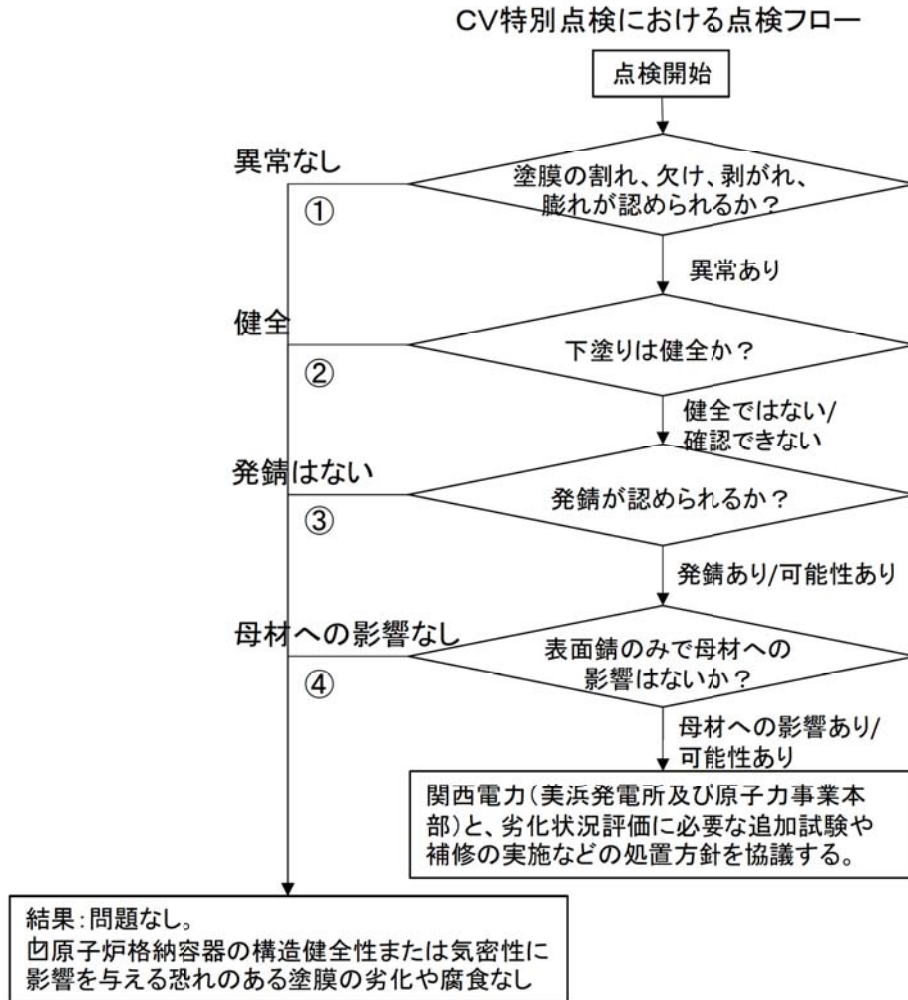 CV特別点検における点検フロー
点検開始
異常なし
①
塗膜の割れ、欠け、剥がれ、
膨れが認められるか？
異常あり
健全
②
下塗りは健全か？
健全ではない/
確認できない
発錆はない
③
発錆が認められるか？
発錆あり/可能性あり
母材への影響なし
④
表面錆のみで母材への
影響はないか？
母材への影響あり/
可能性あり
関西電力（美浜発電所及び原子力事業本
部）と、劣化状況評価に必要な追加試験や
補修の実施などの処置方針を協議する。
結果：問題なし。
原子炉格納容器の構造健全性または気密性に
影響を与える恐れのある塗膜の劣化や腐食なし